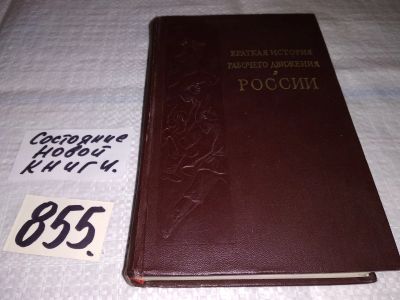 КРАТКАЯ ИСТОРИЯ
РАБОЧЕГО ДВИЖЕНИЯ
в
РОССИИ
Состояние
новой
книги.
855.